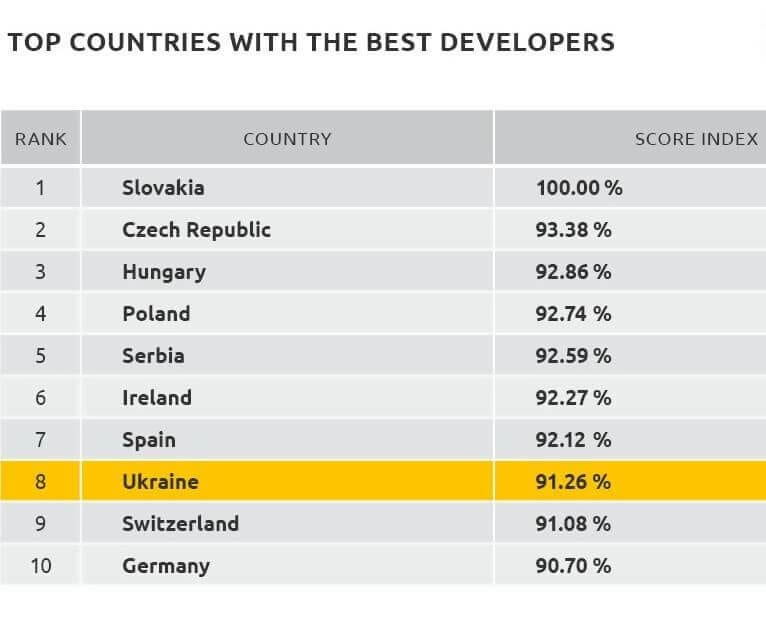 TOP COUNTRIES WITH THE BEST DEVELOPERS
RANK COUNTRY SCORE INDEX
1 Slovakia 100.00 %
2 Czech Republic 93.38 %
3 Hungary 92.86 %
4 Poland 92.74 %
5 Serbia 92.59 %
6 Ireland 92.27 %
7 Spain 92.12 %
8 Ukraine 91.26 %
9 Switzerland 91.08 %
10 Germany 90.70 %